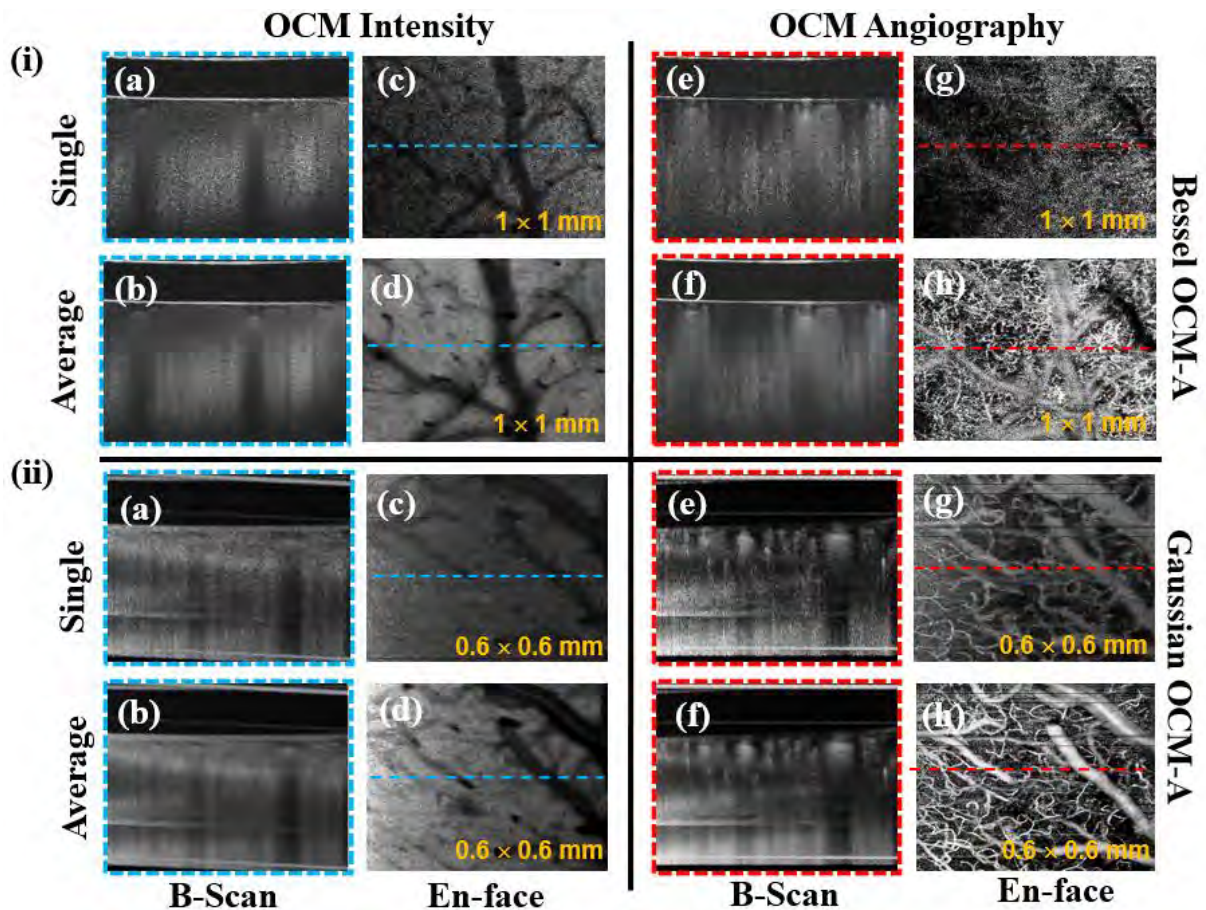 OCM Intensity
OCM Angiography
(i)
Single
(a)
(c)
1 × 1 mm
(e)
(g)
1 × 1 mm
Average
(b)
(d)
1 × 1 mm
(f)
(h)
1 × 1 mm
Bessel OCM-A
(ii)
Single
(a)
(c)
0.6 × 0.6 mm
(e)
(g)
0.6 × 0.6 mm
Average
(b)
(d)
0.6 × 0.6 mm
(f)
(h)
0.6 × 0.6 mm
Gaussian OCM-A
B-Scan
En-face
B-Scan
En-face